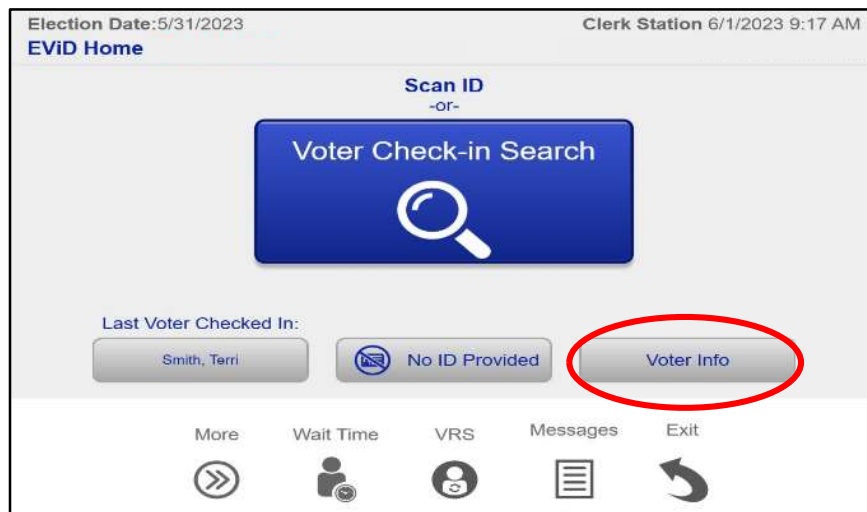 Election Date:5/31/2023 Clerk Station 6/1/2023 9:17 AM
EViD Home
Scan ID
-or-
Voter Check-in Search
Last Voter Checked In:
Smith, Terri No ID Provided Voter Info
More Wait Time VRS Messages Exit